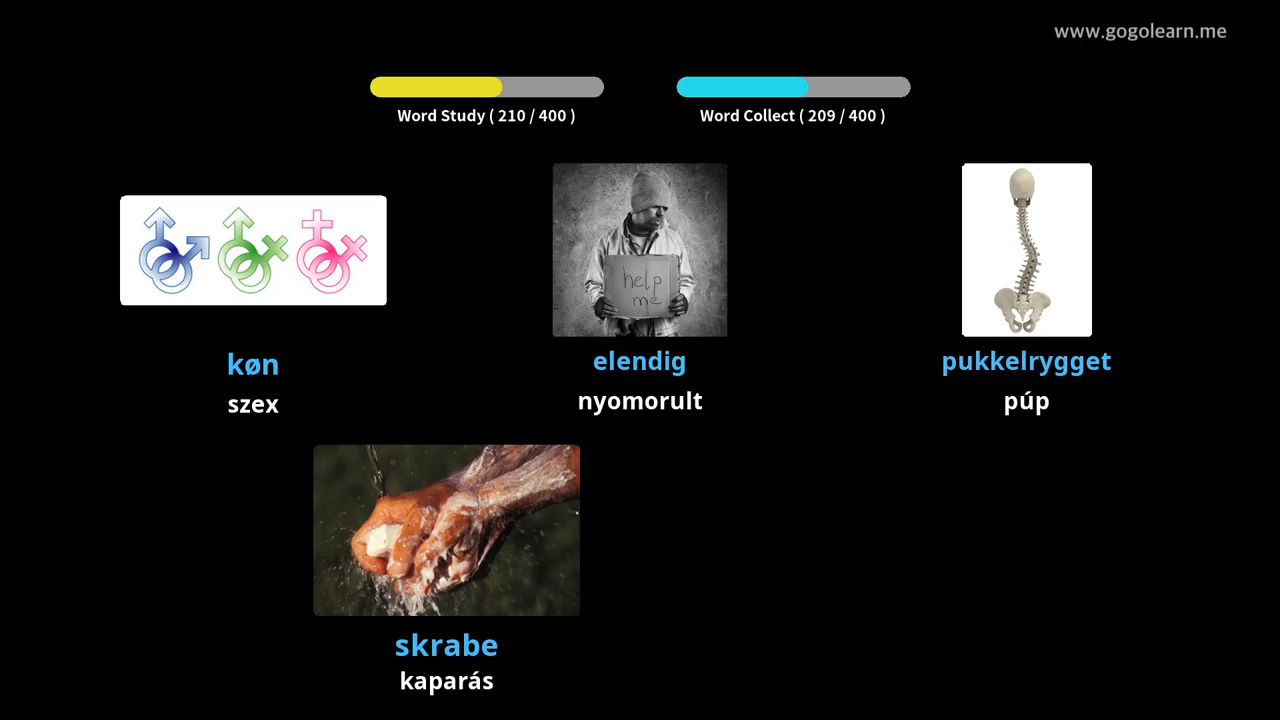 www.gogolearn.me
Word Study ( 210 / 400 )
Word Collect ( 209 / 400 )
help
me
køn
elendig
pukkelrygget
szex
nyomorult
púp
skrabe
kaparás